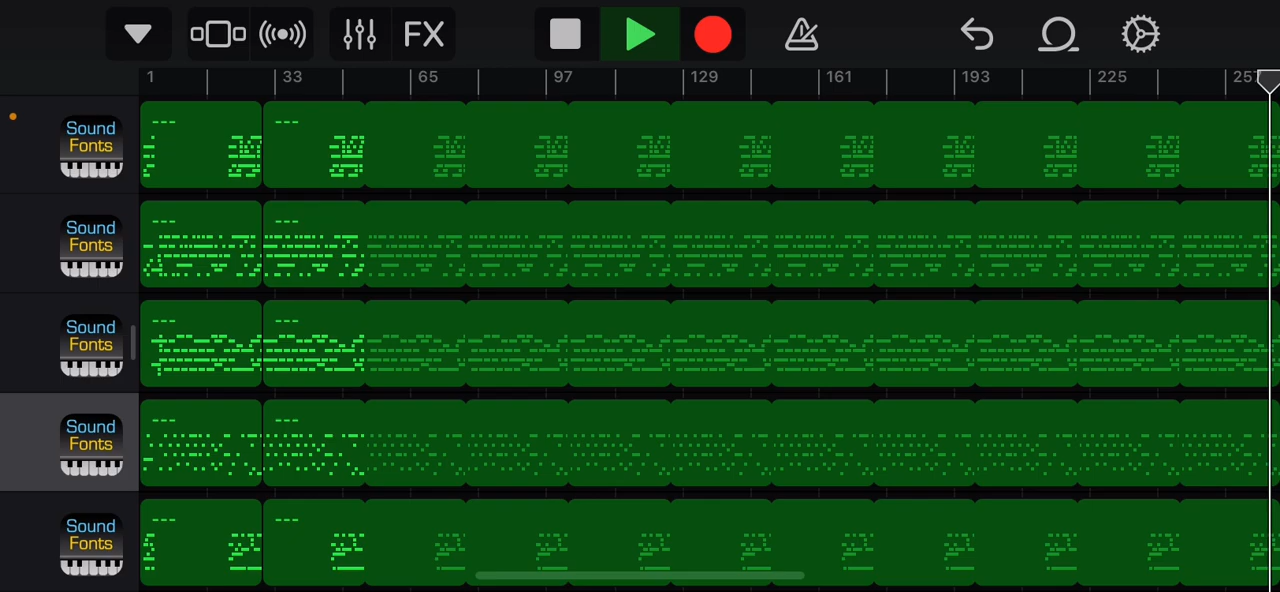 FX
1 33 65 97 129 161 193 225 257
Sound
Fonts
---
---
Sound
Fonts
---
---
Sound
Fonts
---
---
Sound
Fonts
---
---
Sound
Fonts
---
---